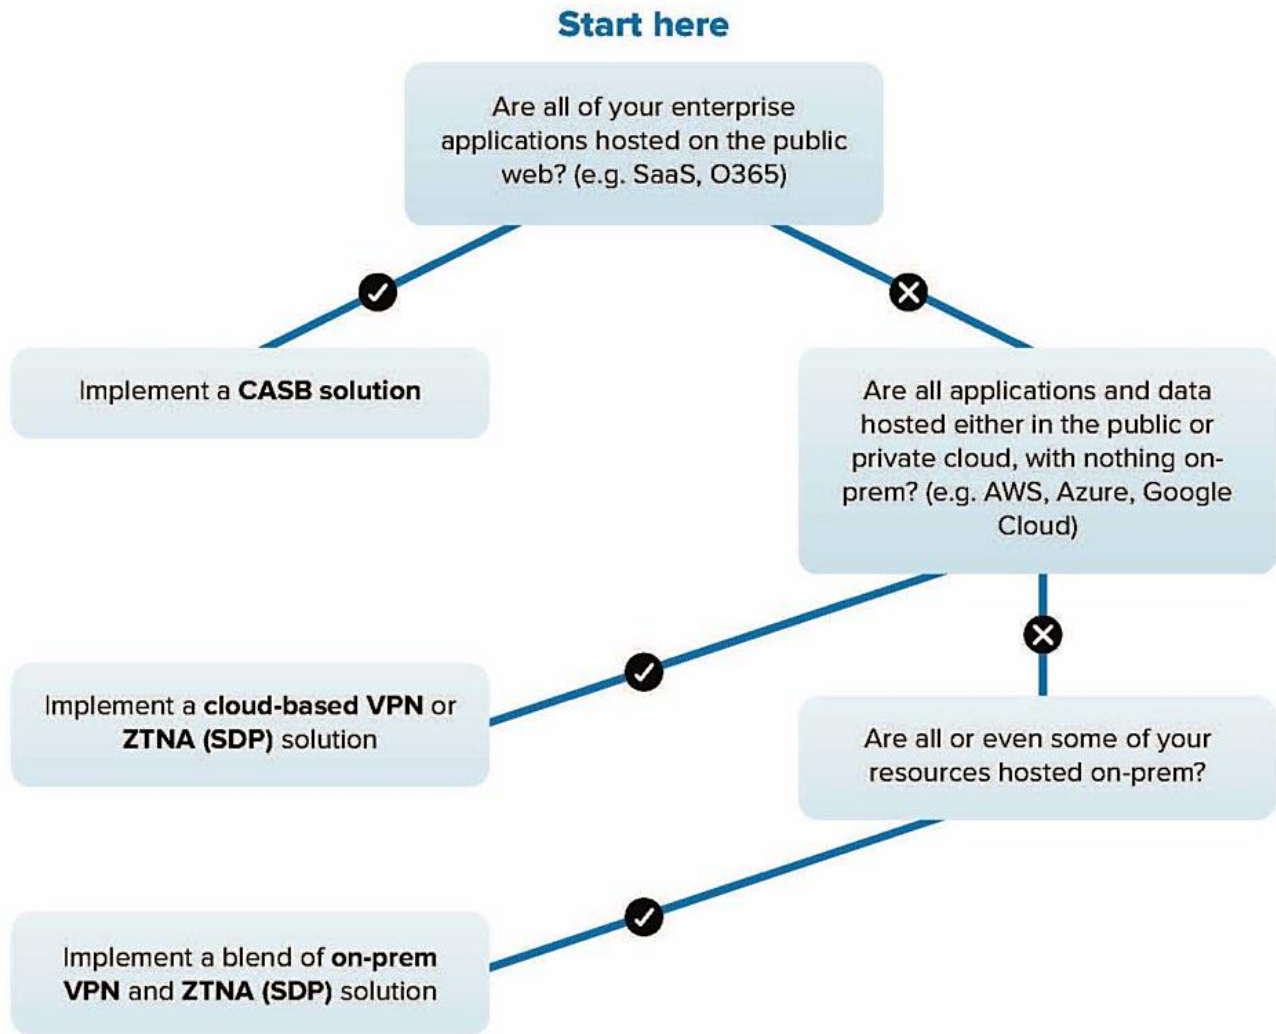 Start here
Are all of your enterprise
applications hosted on the public
web? (e.g. SaaS, O365)
Implement a CASB solution
Are all applications and data
hosted either in the public or
private cloud, with nothing on-
prem? (e.g. AWS, Azure, Google
Cloud)
Implement a cloud-based VPN or
ZTNA (SDP) solution
Are all or even some of your
resources hosted on-prem?
Implement a blend of on-prem
VPN and ZTNA (SDP) solution